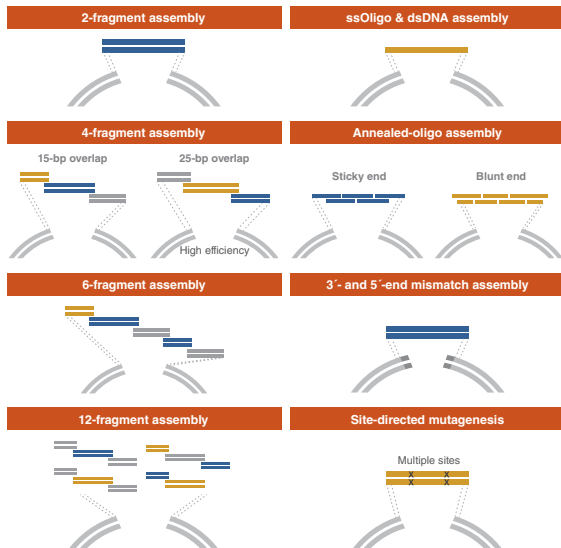 2-fragment assembly
ssOligo & dsDNA assembly
4-fragment assembly
15-bp overlap
25-bp overlap
High efficiency
Annealed-oligo assembly
Sticky end
Blunt end
6-fragment assembly
3´- and 5´-end mismatch assembly
12-fragment assembly
Site-directed mutagenesis
Multiple sites
x x
x x